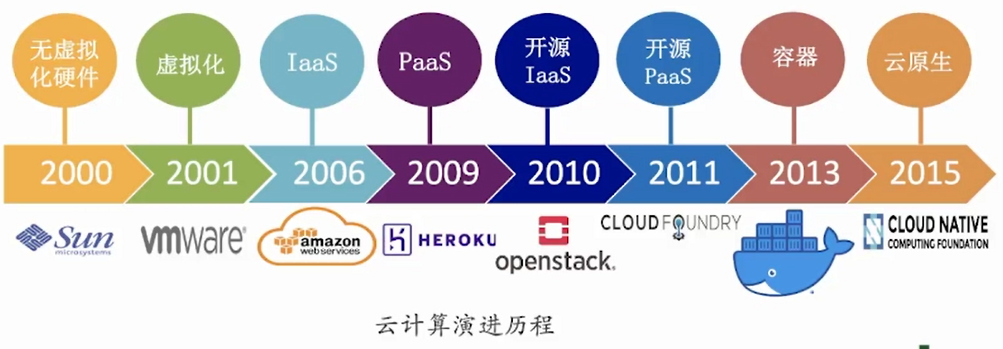 无虚拟
化硬件
虚拟化
IaaS
PaaS
开源
IaaS
开源
PaaS
容器
云原生
2000
2001
2006
2009
2010
2011
2013
2015
Sun
microsystems
vmware
amazon
webservices
HEROKU
openstack.
CLOUD FOUNDRY
CLOUD NATIVE
COMPUTING FOUNDATION
云计算演进历程